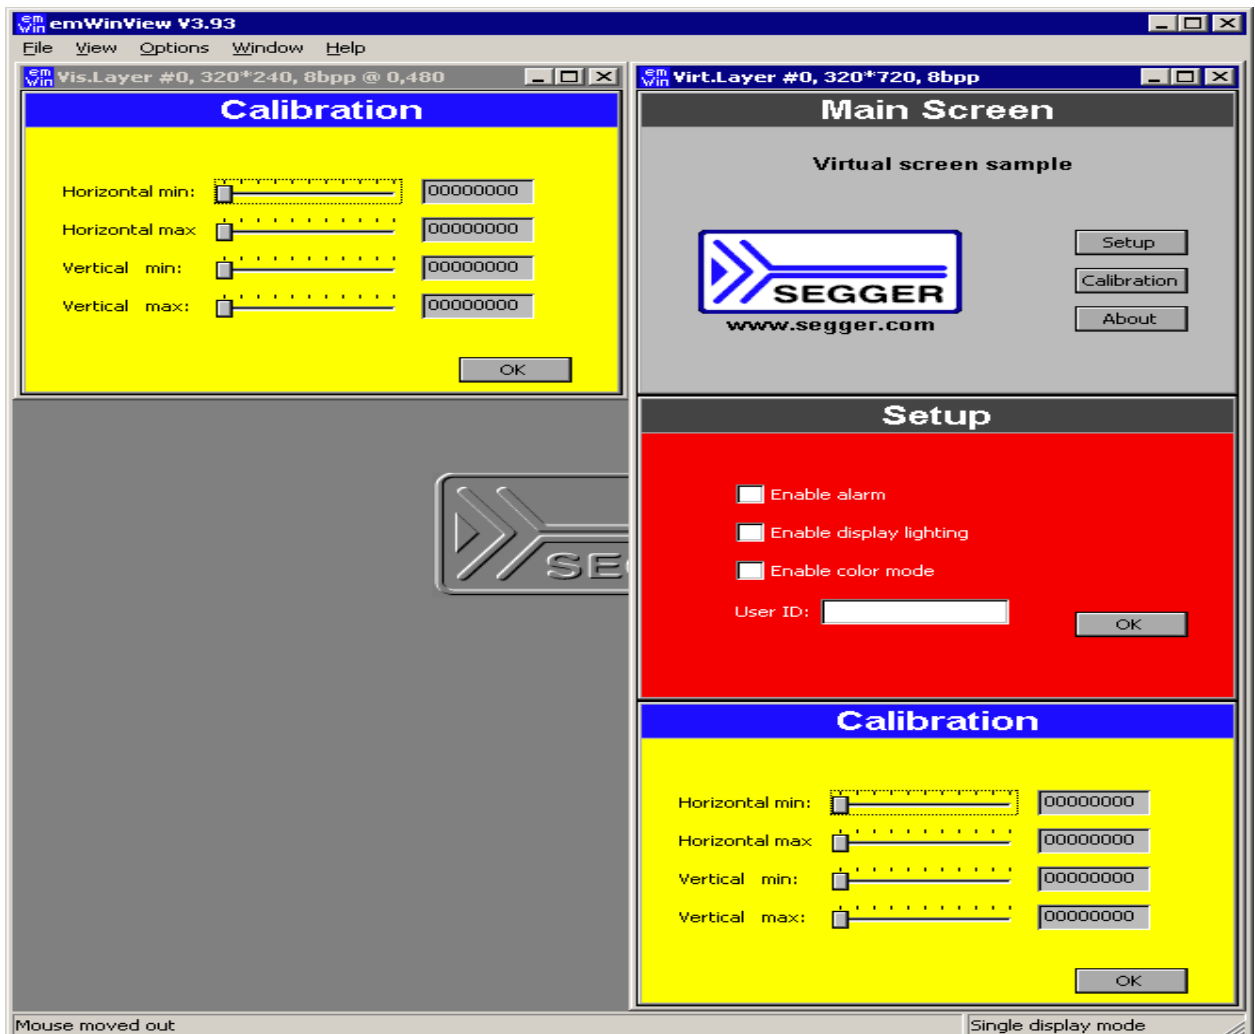 emWinView V3.93
File View Options Window Help
Vis.Layer #0, 320*240, 8bpp @ 0,480
Calibration
Horizontal min: 00000000
Horizontal max 00000000
Vertical min: 00000000
Vertical max: 00000000
OK
Virt.Layer #0, 320*720, 8bpp
Main Screen
Virtual screen sample
SEGGER
www.segger.com
Setup
Calibration
About
Setup
Enable alarm
Enable display lighting
Enable color mode
User ID:
OK
Calibration
Horizontal min: 00000000
Horizontal max 00000000
Vertical min: 00000000
Vertical max: 00000000
OK
SE
Mouse moved out
Single display mode